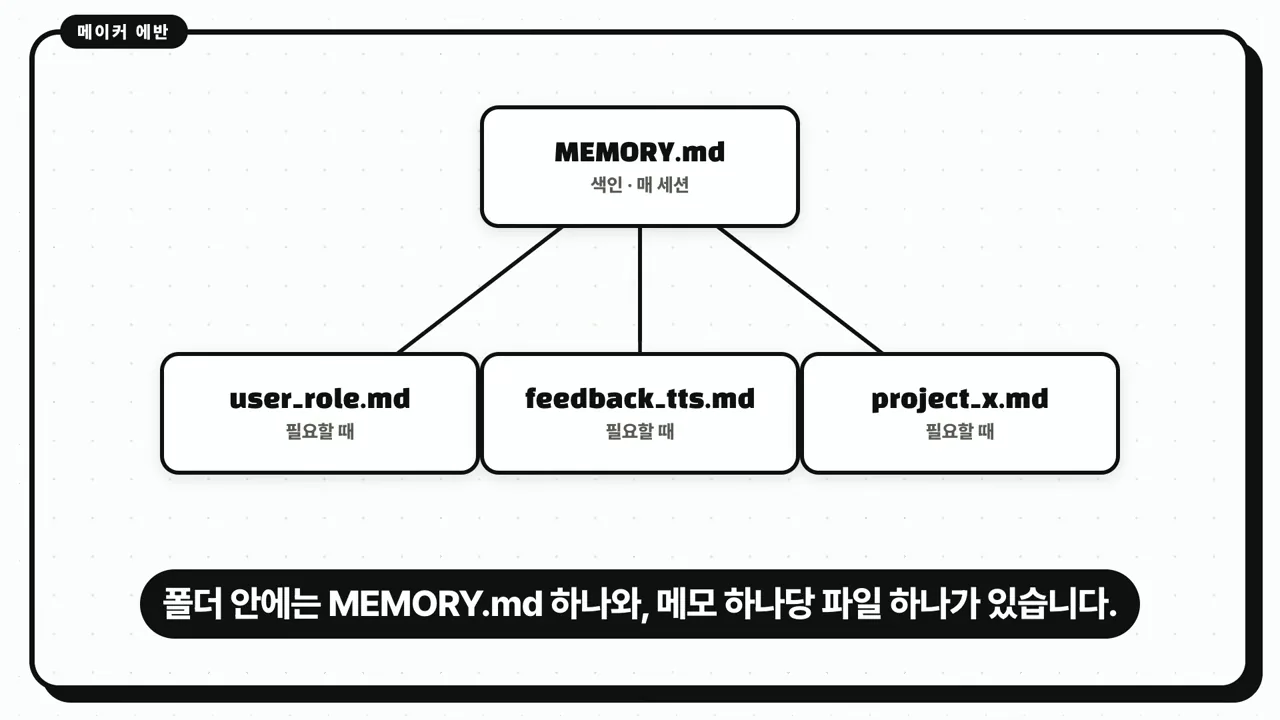 메이커 에반
MEMORY.md
색인 · 매 세션
user_role.md
필요할 때
feedback_tts.md
필요할 때
project_x.md
필요할 때
폴더 안에는 MEMORY.md 하나와, 메모 하나당 파일 하나가 있습니다.